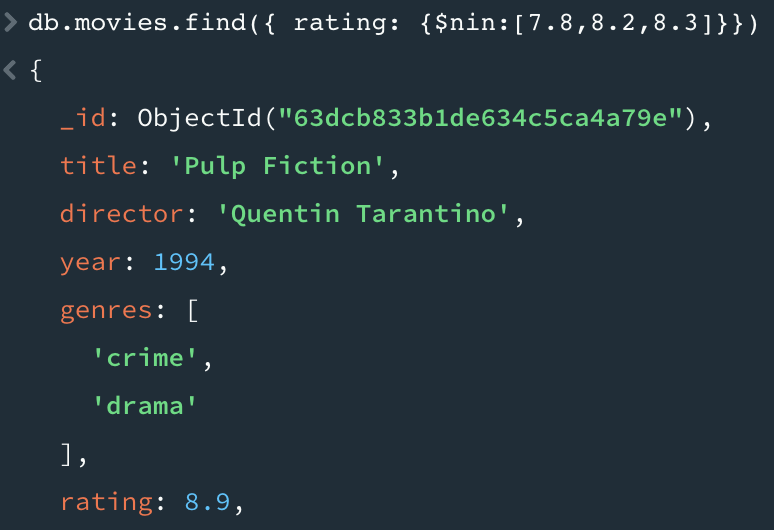 > db.movies.find({ rating: {$nin:[7.8,8.2,8.3]}})
< {
_id: ObjectId("63dcb833b1de634c5ca4a79e"),
title: 'Pulp Fiction',
director: 'Quentin Tarantino',
year: 1994,
genres: [
'crime',
'drama'
],
rating: 8.9,